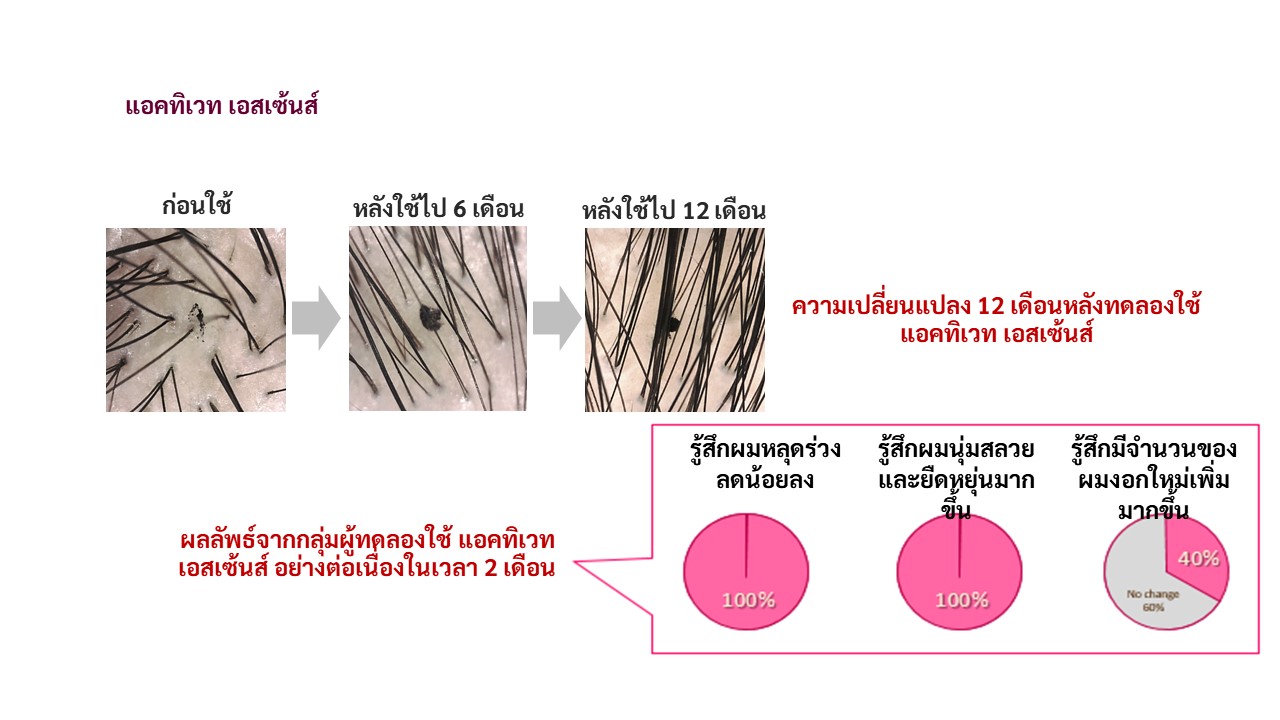 แอคทิเวท เอสเซ้นส์
ก่อนใช้
หลังใช้ไป 6 เดือน
หลังใช้ไป 12 เดือน
ความเปลี่ยนแปลง 12 เดือนหลังทดลองใช้
แอคทิเวท เอสเซ้นส์
รู้สึกผมหลุดร่วง
ลดน้อยลง
รู้สึกผมนุ่มสลวย
และยืดหยุ่นมาก
ขึ้น
รู้สึกมีจำนวนของ
ผมงอกใหม่เพิ่ม
มากขึ้น
ผลลัพธ์จากกลุ่มผู้ทดลองใช้ แอคทิเวท
เอสเซ้นส์ อย่างต่อเนื่องในเวลา 2 เดือน
100%
100%
40%
No change
60%